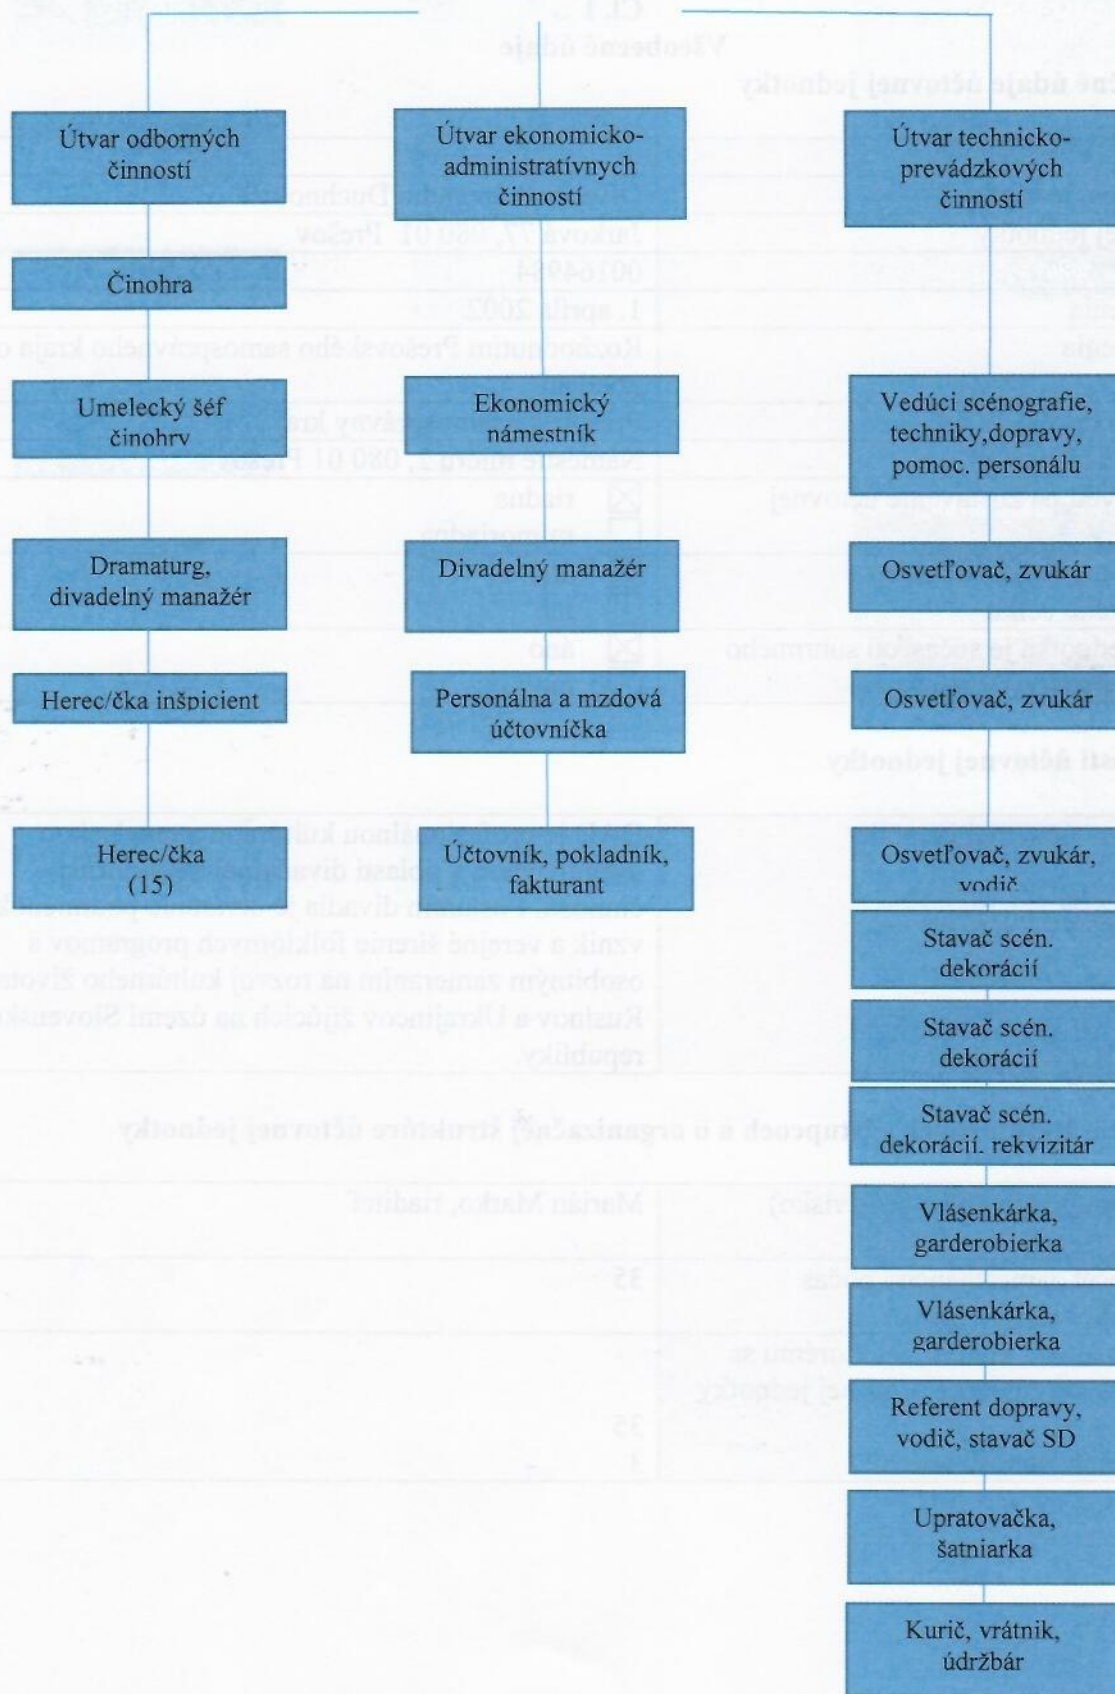 Útvar odborných
činností
Činohra
Umelecký šéf
činohry
Dramaturg,
divadelný manažér
Herec/čka inšpicient
Herec/čka
(15)
Útvar ekonomicko-
administratívnych
činností
Ekonomický
námestník
Divadelný manažér
Personálna a mzdová
účtovníčka
Účtovník, pokladník,
fakturant
Útvar technicko-
prevádzkových
činností
Vedúci scénografie,
techniky,dopravy,
pomoc. personálu
Osvetľovač, zvukár
Osvetľovač, zvukár
Osvetľovač, zvukár,
vodič
Stavač scén.
dekorácií
Stavač scén.
dekorácií
Stavač scén.
dekorácií. rekvizitár
Vlásenkárka,
garderobierka
Vlásenkárka,
garderobierka
Referent dopravy,
vodič, stavač SD
Upratovačka,
šatniarka
Kurič, vrátnik,
údržbár